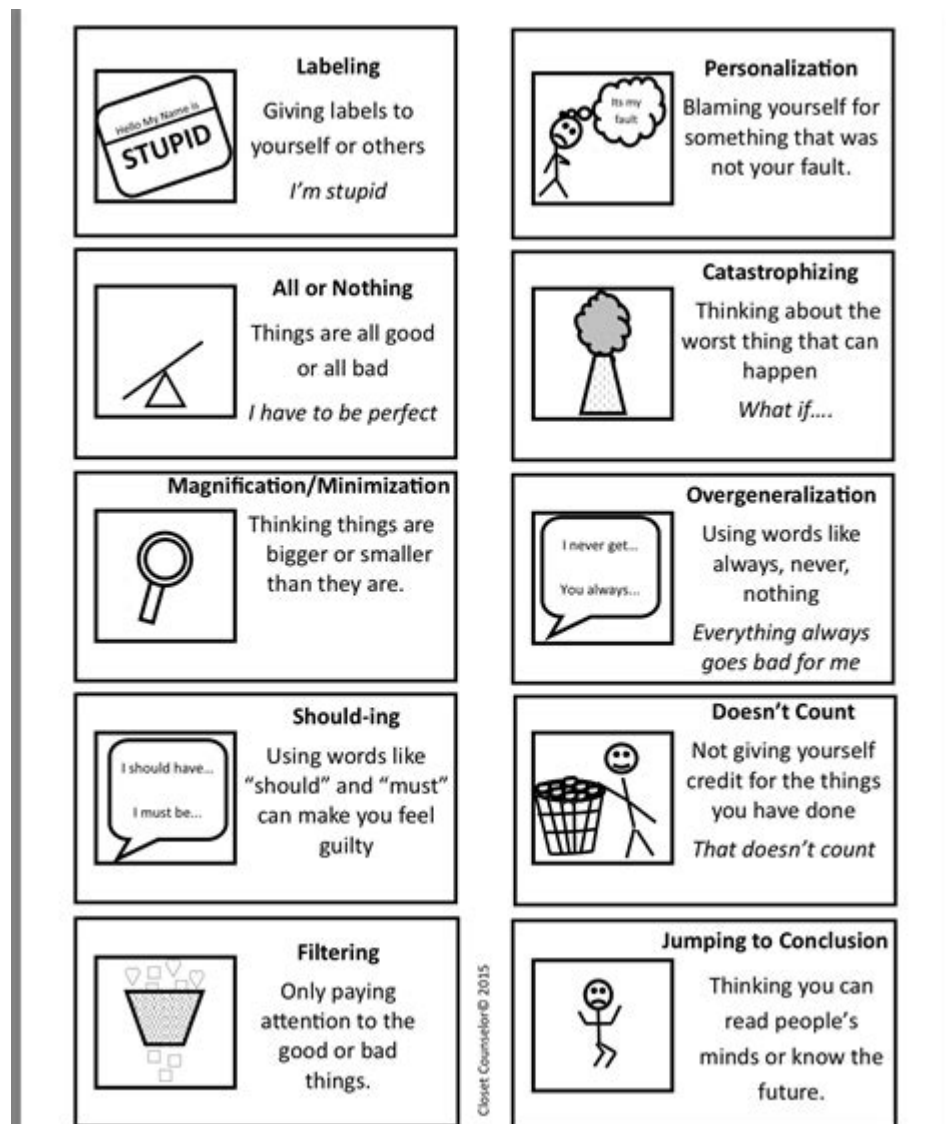 Labeling
Hello My Name is
STUPID
Giving labels to
yourself or others
I'm stupid
Personalization
Its my
fault
Blaming yourself for
something that was
not your fault.
All or Nothing
Things are all good
or all bad
I have to be perfect
Catastrophizing
Thinking about the
worst thing that can
happen
What if....
Magnification/Minimization
Thinking things are
bigger or smaller
than they are.
Overgeneralization
I never get...
You always...
Using words like
always, never,
nothing
Everything always
goes bad for me
Should-ing
I should have...
I must be...
Using words like
“should” and “must”
can make you feel
guilty
Doesn't Count
Not giving yourself
credit for the things
you have done
That doesn't count
Filtering
Only paying
attention to the
good or bad
things.
Jumping to Conclusion
Thinking you can
read people's
minds or know the
future.
Closet Counselor© 2015